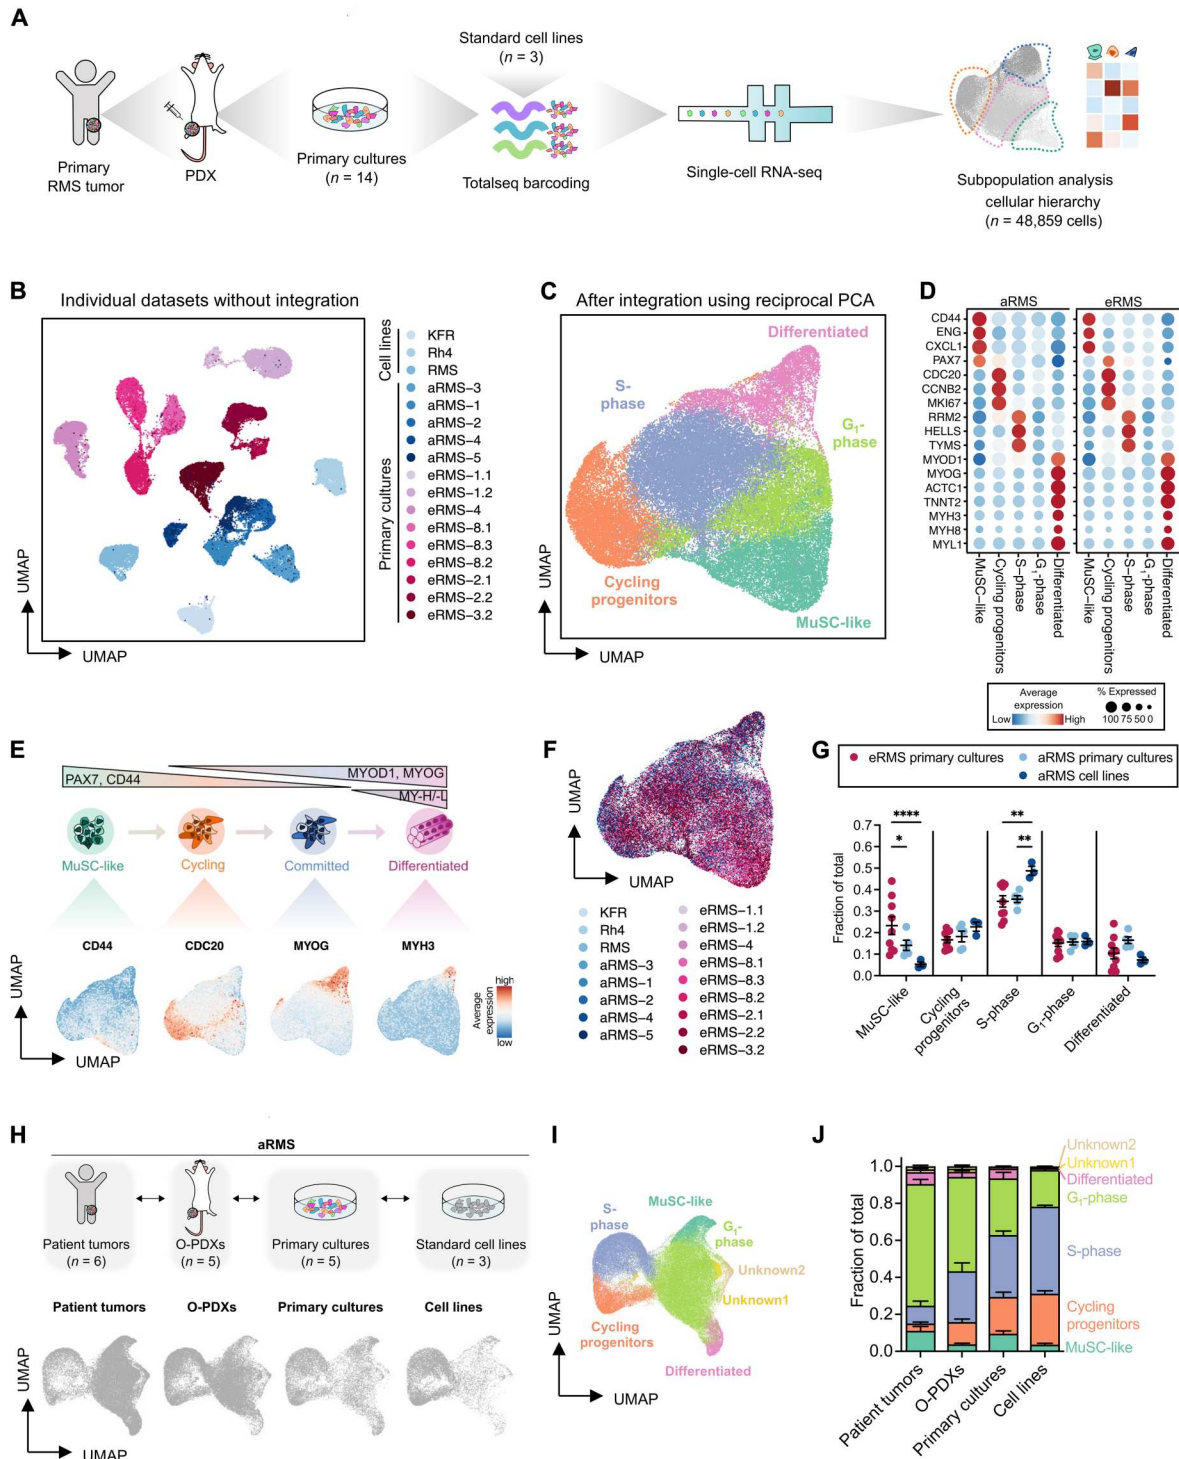 A
Primary
RMS tumor
PDX
Primary cultures
(n = 14)
Standard cell lines
(n = 3)
Totalseq barcoding
Single-cell RNA-seq
Subpopulation analysis
cellular hierarchy
(n = 48,859 cells)
B
Individual datasets without integration
UMAP
UMAP
Cell lines
Primary cultures
KFR
Rh4
RMS
aRMS-3
aRMS-1
aRMS-2
aRMS-4
aRMS-5
eRMS-1.1
eRMS-1.2
eRMS-4
eRMS-8.1
eRMS-8.3
eRMS-8.2
eRMS-2.1
eRMS-2.2
eRMS-3.2
C
After integration using reciprocal PCA
Differentiated
S-
phase
G1-
phase
Cycling
progenitors
MuSC-like
UMAP
UMAP
D
aRMS
eRMS
CD44
ENG
CXCL1
PAX7
CDC20
CCNB2
MKI67
RRM2
HELLS
TYMS
MYOD1
MYOG
ACTC1
TNNT2
MYH3
MYH8
MYL1
MuSC-like
Cycling progenitors
S-phase
G1-phase
Differentiated
MuSC-like
Cycling progenitors
S-phase
G1-phase
Differentiated
Average
expression
Low
High
% Expressed
100 75 50 0
E
PAX7, CD44
MYOD1, MYOG
MY-H/-L
MuSC-like
Cycling
Committed
Differentiated
CD44
CDC20
MYOG
MYH3
UMAP
UMAP
high
Average
expression
low
F
UMAP
UMAP
KFR
Rh4
RMS
aRMS-3
aRMS-1
aRMS-2
aRMS-4
aRMS-5
eRMS-1.1
eRMS-1.2
eRMS-4
eRMS-8.1
eRMS-8.3
eRMS-8.2
eRMS-2.1
eRMS-2.2
eRMS-3.2
G
eRMS primary cultures
aRMS primary cultures
aRMS cell lines
Fraction of total
0.7
0.6
0.5
0.4
0.3
0.2
0.1
0.0
****
*
**
**
MuSC-like
Cycling
progenitors
S-phase
G1-phase
Differentiated
H
aRMS
Patient tumors
(n = 6)
O-PDXs
(n = 5)
Primary cultures
(n = 5)
Standard cell lines
(n = 3)
Patient tumors
O-PDXs
Primary cultures
Cell lines
UMAP
UMAP
I
S-
phase
MuSC-like
G1-
phase
Unknown2
Unknown1
Cycling
progenitors
Differentiated
UMAP
UMAP
J
Fraction of total
1.0
0.8
0.6
0.4
0.2
0.0
Unknown2
Unknown1
Differentiated
G1-phase
S-phase
Cycling
progenitors
MuSC-like
Patient tumors
O-PDXs
Primary cultures
Cell lines